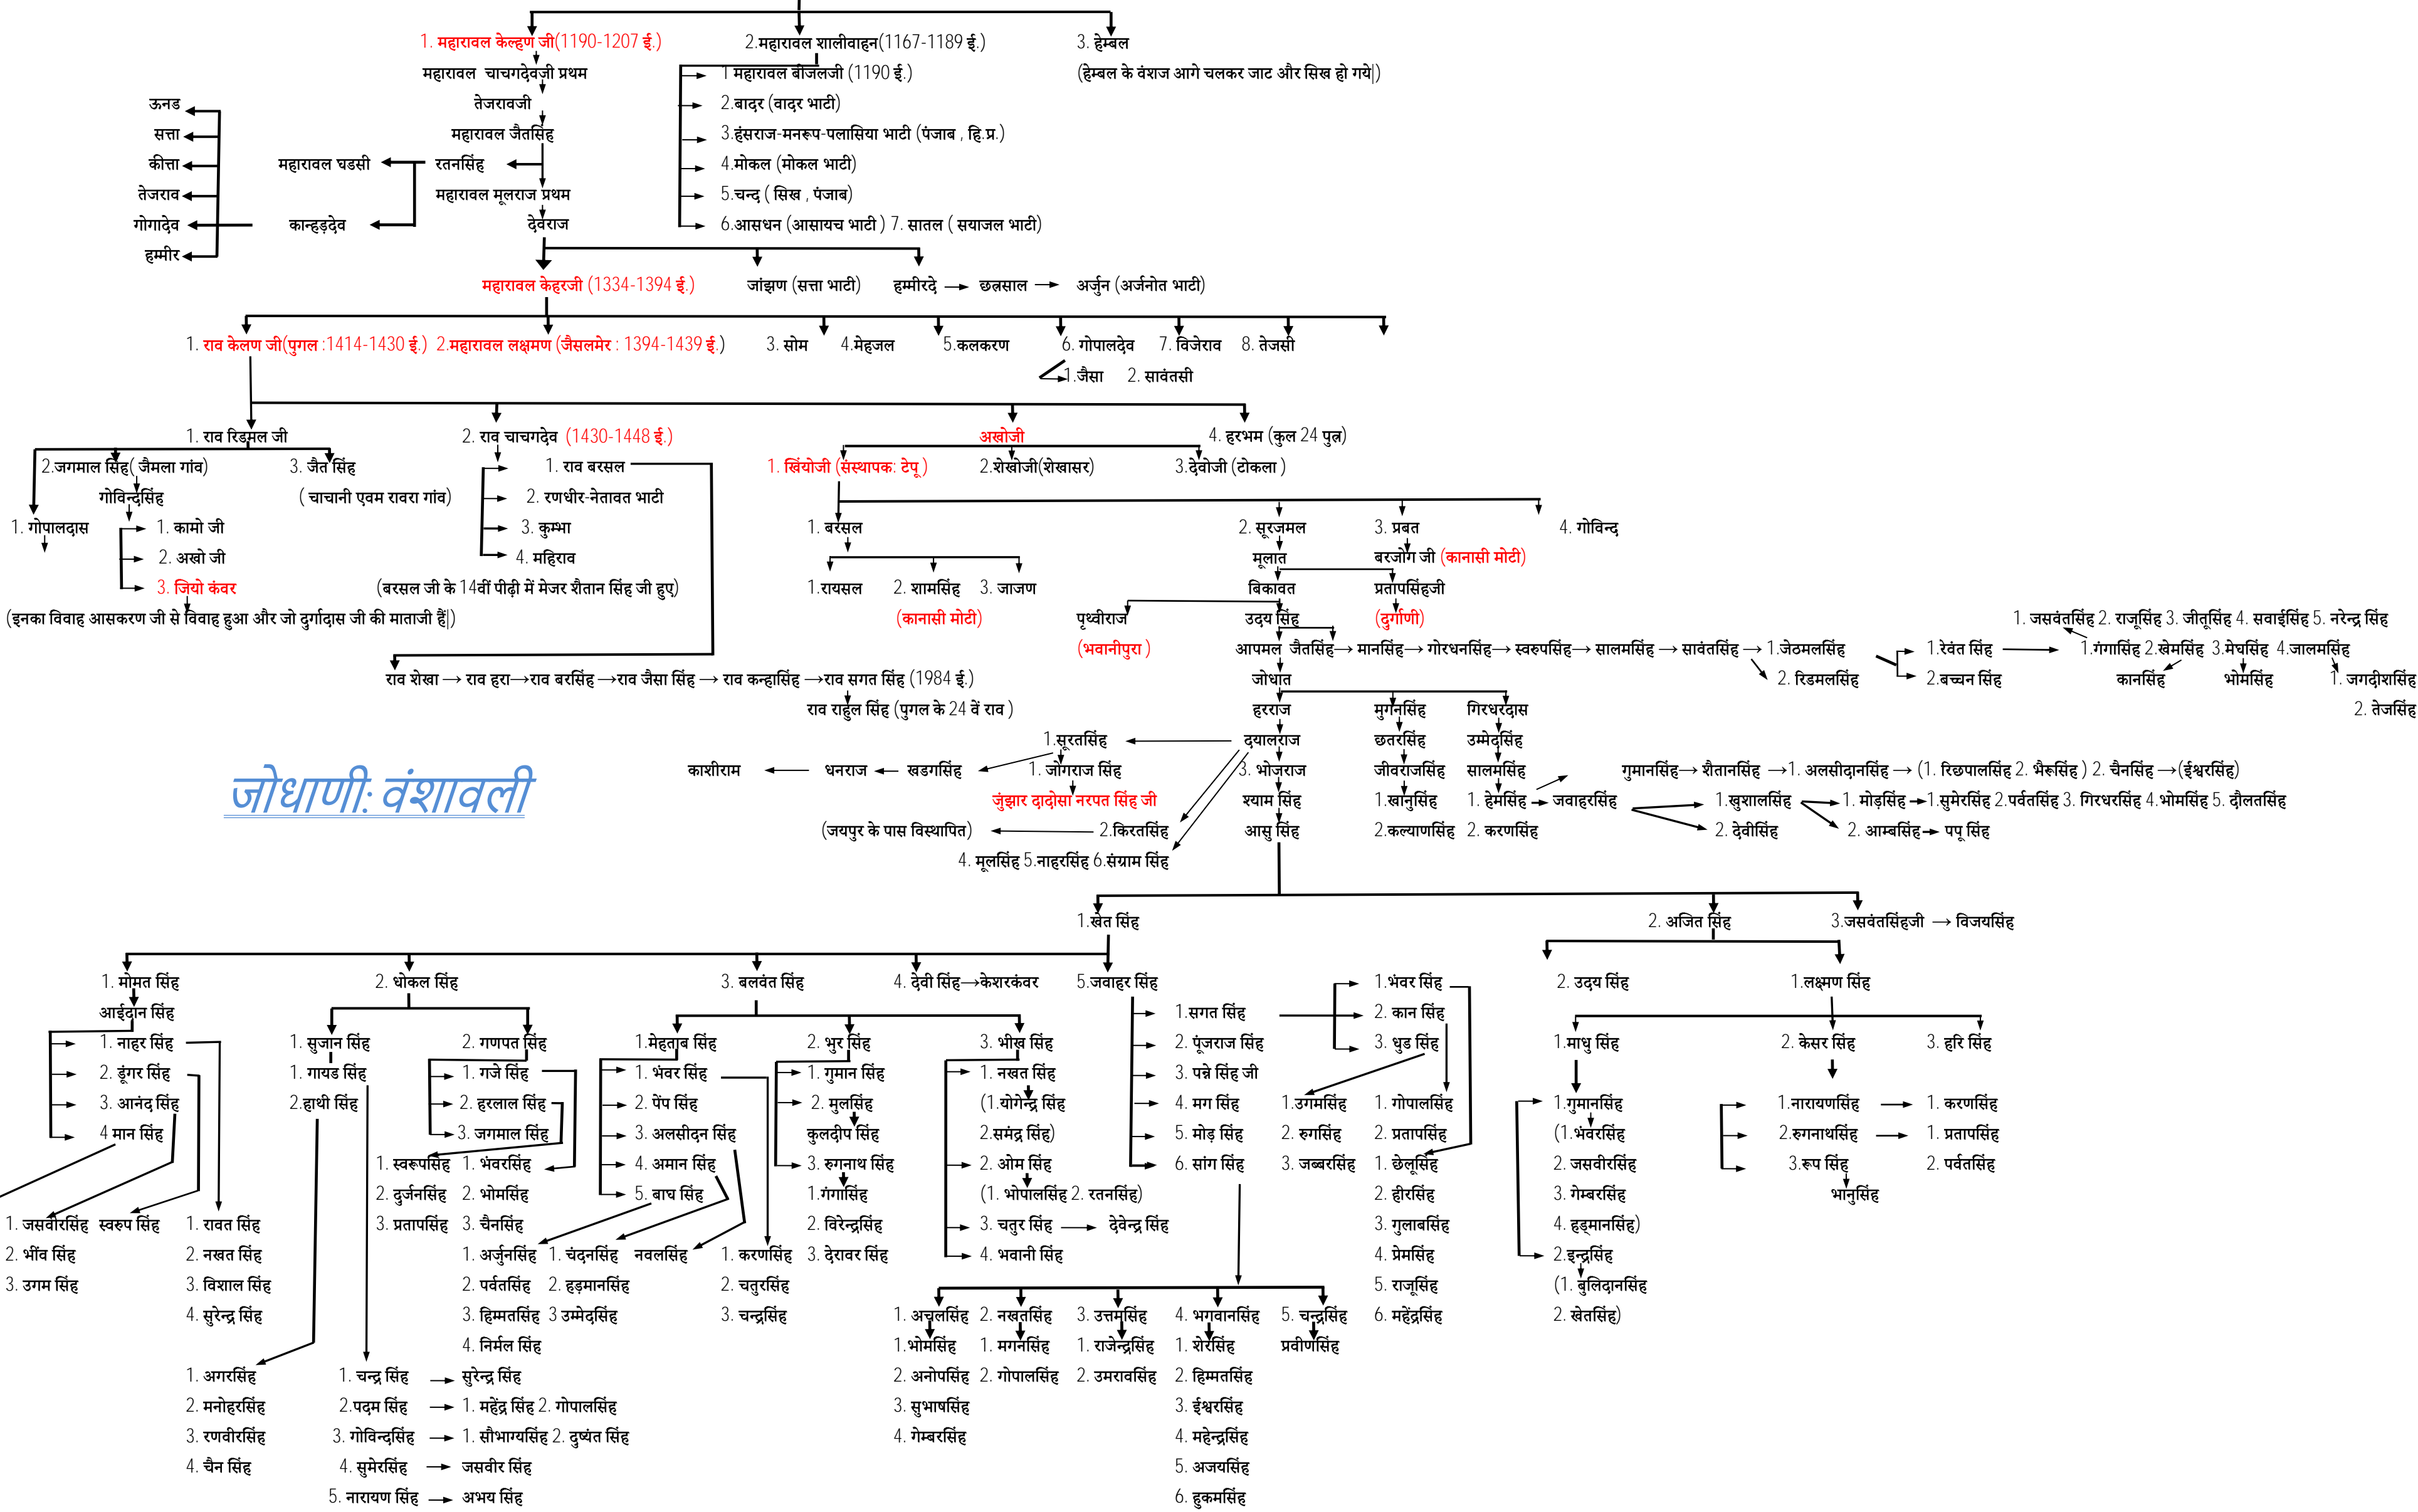 1. महारावल केल्हण जी(1190-1207 ई.) 2.महारावल शालीवाहन(1167-1189 ई.) 3. हेम्बल
महारावल चाचगदेवजी प्रथम 1 महारावल बीजलजी (1190 ई.) (हेम्बल के वंशज आगे चलकर जाट और सिख हो गये|)
ऊनड तेजरावजी 2.बादर (वादर भाटी)
सत्ता महारावल जैतसिंह 3.हंसराज-मनरूप-पलासिया भाटी (पंजाब , हि.प्र.)
कीत्ता महारावल घडसी रतनसिंह 4.मोकल (मोकल भाटी)
तेजराव महारावल मूलराज प्रथम 5.चन्द ( सिख , पंजाब)
गोगादेव कान्हड़देव देवराज 6.आसधन (आसायच भाटी ) 7. सातल ( सयाजल भाटी)
हम्मीर
महारावल केहरजी (1334-1394 ई.) जांझण (सत्ता भाटी) हम्मीरदे → छत्रसाल → अर्जुन (अर्जनोत भाटी)
1. राव केलण जी(पुगल :1414-1430 ई.) 2.महारावल लक्षमण (जैसलमेर : 1394-1439 ई.) 3. सोम 4.मेहजल 5.कलकरण 6. गोपालदेव 7. विजेराव 8. तेजसी
1.जैसा 2. सावंतसी
1. राव रिडमल जी 2. राव चाचगदेव (1430-1448 ई.) अखोजी 4. हरभम (कुल 24 पुत्र)
2.जगमाल सिंह( जैमला गांव) 3. जैत सिंह 1. राव बरसल 1. खिंयोजी (संस्थापक: टेपू ) 2.शेखोजी(शेखासर) 3.देवोजी (टोकला )
गोविन्दसिंह ( चाचानी एवम रावरा गांव) 2. रणधीर-नेतावत भाटी
1. गोपालदास 1. कामो जी 3. कुम्भा 1. बरसल 2. सूरजमल 3. प्रबत 4. गोविन्द
2. अखो जी 4. महिराव मूलात बरजोग जी (कानासी मोटी)
3. जियो कंवर (बरसल जी के 14वीं पीढ़ी में मेजर शैतान सिंह जी हुए) 1.रायसल 2. शामसिंह 3. जाजण बिकावत प्रतापसिंहजी
(इनका विवाह आसकरण जी से विवाह हुआ और जो दुर्गादास जी की माताजी हैं|) (कानासी मोटी) पृथ्वीराज उदय सिंह (दुर्गाणी) 1. जसवंतसिंह 2. राजूसिंह 3. जीतूसिंह 4. सवाईसिंह 5. नरेन्द्र सिंह
(भवानीपुरा ) आपमल जैतसिंह→ मानसिंह→ गोरधनसिंह→ स्वरुपसिंह→ सालमसिंह → सावंतसिंह → 1.जेठमलसिंह 1.रेवंत सिंह 1.गंगासिंह 2.खेमसिंह 3.मेघसिंह 4.जालमसिंह
राव शेखा → राव हरा→राव बरसिंह→राव जैसा सिंह → राव कन्हासिंह →राव सगत सिंह (1984 ई.) जोधात 2. रिडमलसिंह 2.बच्चन सिंह कानसिंह भोमसिंह 1. जगदीशसिंह
राव राहुल सिंह (पुगल के 24 वें राव ) हरराज मुगनसिंह गिरधरदास 2. तेजसिंह
1.सूरतसिंह दयालराज छतरसिंह उम्मेदसिंह
जोधाणी: वंशावली
काशीराम धनराज खडगसिंह 1. जोगराज सिंह 3. भोजराज जीवराजसिंह सालमसिंह गुमानसिंह→ शैतानसिंह →1. अलसीदानसिंह → (1. रिछपालसिंह 2. भैरूसिंह ) 2. चैनसिंह →(ईश्वरसिंह)
जुंझार दादोसा नरपत सिंह जी श्याम सिंह 1.खानुसिंह 1. हेमसिंह जवाहरसिंह 1.खुशालसिंह 1. मोड़सिंह 1.सुमेरसिंह 2.पर्वतसिंह 3. गिरधरसिंह 4.भोमसिंह 5. दौलतसिंह
(जयपुर के पास विस्थापित) 2.किरतसिंह आसु सिंह 2.कल्याणसिंह 2. करणसिंह 2. देवीसिंह 2. आम्बसिंह पपू सिंह
4. मूलसिंह 5.नाहरसिंह 6.संग्राम सिंह
1.खेत सिंह 2. अजित सिंह 3.जसवंतसिंहजी → विजयसिंह
1. मोमत सिंह 2. धोकल सिंह 3. बलवंत सिंह 4. देवी सिंह→केशरकंवर 5.जवाहर सिंह 1.भंवर सिंह 2. उदय सिंह 1.लक्ष्मण सिंह
आईदान सिंह 1.सगत सिंह 2. कान सिंह
1. नाहर सिंह 1. सुजान सिंह 2. गणपत सिंह 1.मेहताब सिंह 2. भुर सिंह 3. भीख सिंह 2. पूंजराज सिंह 3. धुड सिंह 1.माधु सिंह 2. केसर सिंह 3. हरि सिंह
2. डूंगर सिंह 1. गायड सिंह 1. गजे सिंह 1. भंवर सिंह 1. गुमान सिंह 1. नखत सिंह 3. पन्ने सिंह जी
3. आनंद सिंह 2.हाथी सिंह 2. हरलाल सिंह 2. पेंप सिंह 2. मुलसिंह (1.योगेन्द्र सिंह 4. मग सिंह 1.उगमसिंह 1. गोपालसिंह 1.गुमानसिंह 1.नारायणसिंह 1. करणसिंह
4 मान सिंह 3. जगमाल सिंह 3. अलसीदन सिंह कुलदीप सिंह 2.समंद्र सिंह) 5. मोड़ सिंह 2. रुगसिंह 2. प्रतापसिंह (1.भंवरसिंह 2.रुगनाथसिंह 1. प्रतापसिंह
1. स्वरूपसिंह 1. भंवरसिंह 4. अमान सिंह 3. रुगनाथ सिंह 2. ओम सिंह 6. सांग सिंह 3. जब्बरसिंह 1. छेलूसिंह 2. जसवीरसिंह 3.रूप सिंह 2. पर्वतसिंह
2. दुर्जनसिंह 2. भोमसिंह 5. बाघ सिंह 1.गंगासिंह (1. भोपालसिंह 2. रतनसिंह) 2. हीरसिंह 3. गेम्बरसिंह भानुसिंह
1. जसवीरसिंह स्वरुप सिंह 1. रावत सिंह 3. प्रतापसिंह 3. चैनसिंह 2. विरेन्द्रसिंह 3. चतुर सिंह देवेन्द्र सिंह 3. गुलाबसिंह 4. हड्मानसिंह)
2. भींव सिंह 2. नखत सिंह 1. अर्जुनसिंह 1. चंदनसिंह नवलसिंह 1. करणसिंह 3. देरावर सिंह 4. भवानी सिंह 4. प्रेमसिंह 2.इन्द्रसिंह
3. उगम सिंह 3. विशाल सिंह 2. पर्वतसिंह 2. हड़मानसिंह 2. चतुरसिंह 5. राजूसिंह (1. बुलिदानसिंह
4. सुरेन्द्र सिंह 3. हिम्मतसिंह 3 उम्मेदसिंह 3. चन्द्रसिंह 1. अचलसिंह 2. नखतसिंह 3. उत्तमसिंह 4. भगवानसिंह 5. चन्द्रसिंह 6. महेंद्रसिंह 2. खेतसिंह)
4. निर्मल सिंह 1.भोमसिंह 1. मगनसिंह 1. राजेन्द्रसिंह 1. शेरसिंह प्रवीणसिंह
1. अगरसिंह 1. चन्द्र सिंह सुरेन्द्र सिंह 2. अनोपसिंह 2. गोपालसिंह 2. उमरावसिंह 2. हिम्मतसिंह
2. मनोहरसिंह 2.पदम सिंह 1. महेंद्र सिंह 2. गोपालसिंह 3. सुभाषसिंह 3. ईश्वरसिंह
3. रणवीरसिंह 3. गोविन्दसिंह 1. सौभाग्यसिंह 2. दुष्यंत सिंह 4. गेम्बरसिंह 4. महेन्द्रसिंह
4. चैन सिंह 4. सुमेरसिंह जसवीर सिंह 5. अजयसिंह
5. नारायण सिंह अभय सिंह 6. हुकमसिंह